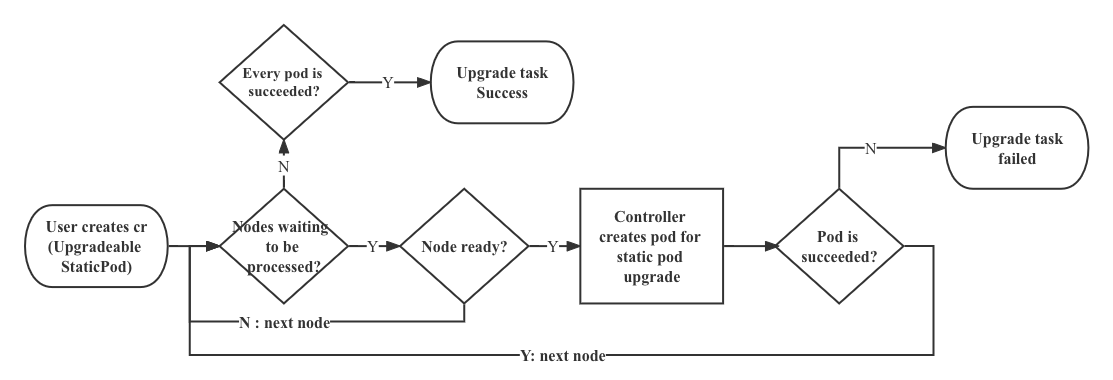 Every pod is
succeeded?
Y
Upgrade task
Success
N
Upgrade task
failed
N
User creates cr
(Upgradeable
StaticPod)
Nodes waiting
to be
processed?
Y
Node ready?
Y
Controller
creates pod for
static pod
upgrade
Pod is
succeeded?
N : next node
Y: next node